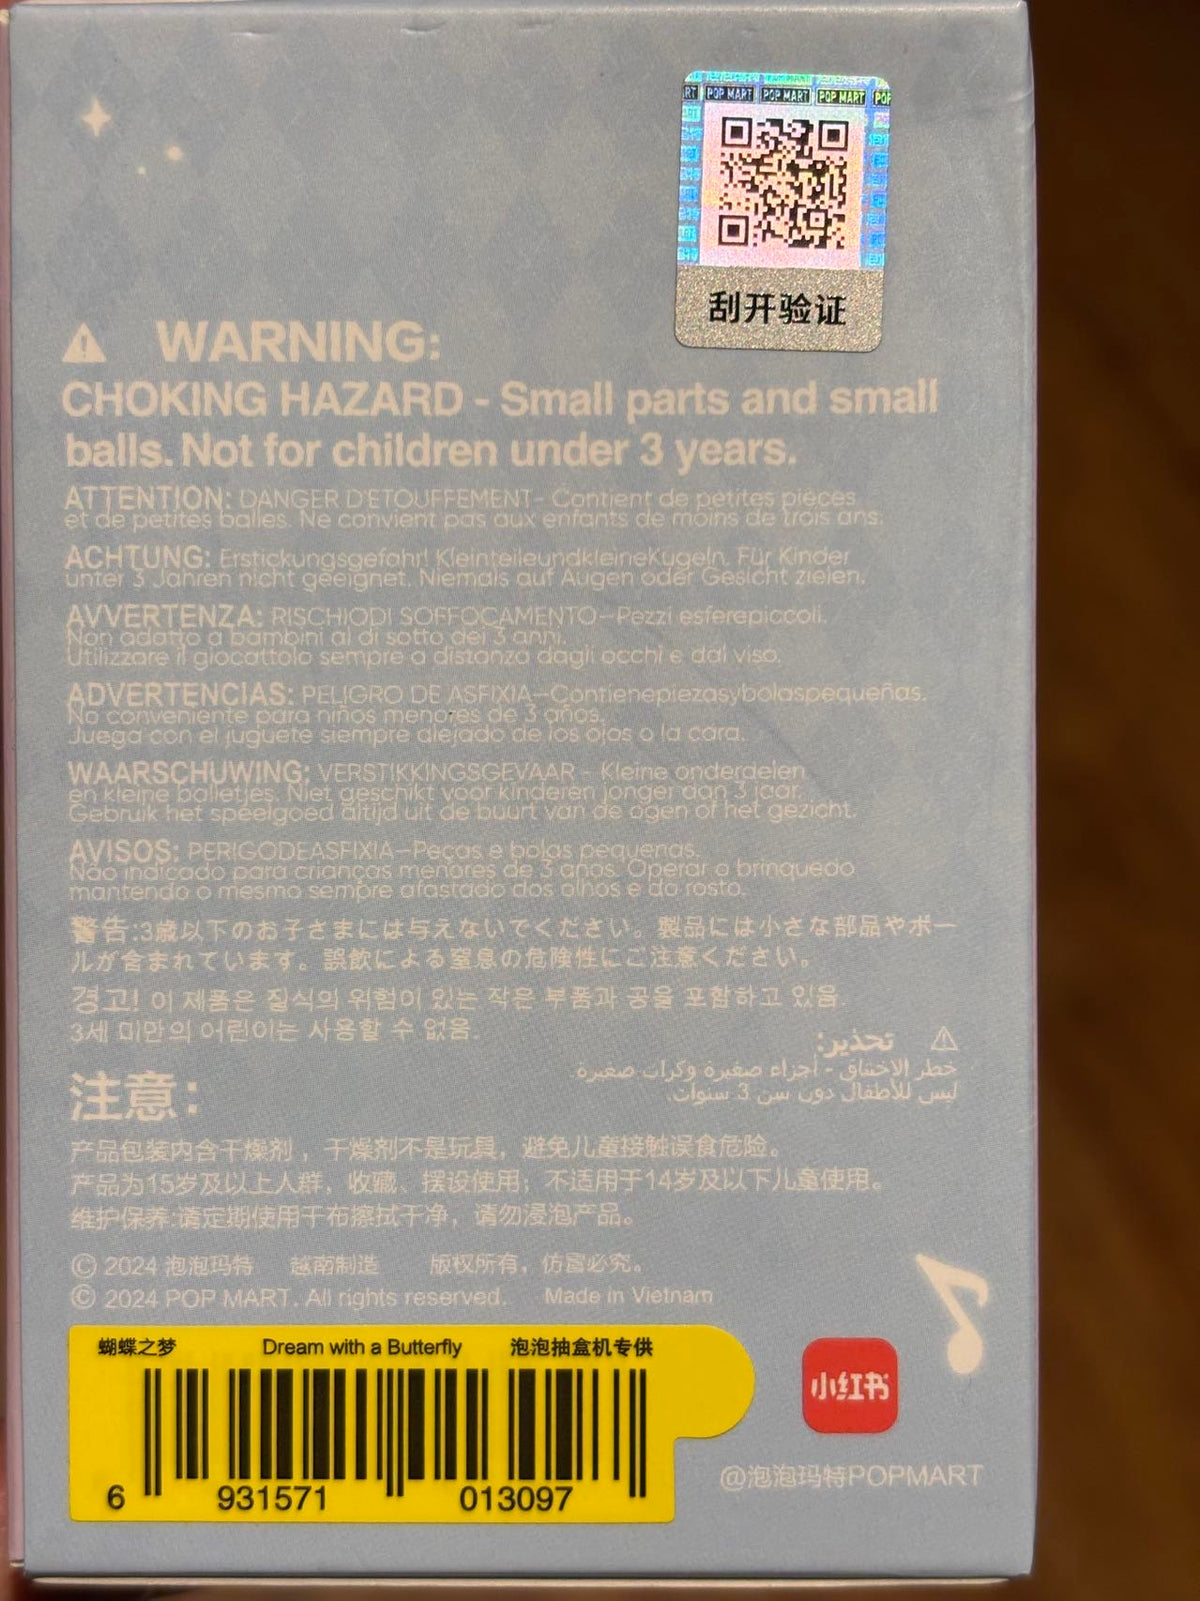 POP MART POP MART POP MART
刮开验证
WARNING:
CHOKING HAZARD - Small parts and small
balls. Not for children under 3 years.
ATTENTION: DANGER D'ETOUFFEMENT- Contient de petites pièces
et de petites balles. Ne convient pas aux enfants de moins de trois ans.
ACHTUNG: Erstickungsgefahr! KleinteileundkleineKugeln. Für Kinder
unter 3 Jahren nicht geeignet. Niemals auf Augen oder Gesicht zielen.
AVVERTENZA: RISCHIODI SOFFOCAMENTO—Pezzi esferepiccoli.
Non adatto a bambini al di sotto dei 3 anni.
Utilizzare il giocattolo sempre a distanza dagli occhi e dal viso.
ADVERTENCIAS: PELIGRO DE ASFIXIA—Contienepiezasybolaspequeñas.
No conveniente para niños menores de 3 años.
Juega con el juguete siempre alejado de los ojos o la cara.
WAARSCHUWING: VERSTIKKINGSGEVAAR - Kleine onderdelen
en kleine balletjes. Niet geschikt voor kinderen jonger dan 3 jaar.
Gebruik het speelgoed altijd uit de buurt van de ogen of het gezicht.
AVISOS: PERIGODEASFIXIA—Peças e bolas pequenas.
Não indicado para crianças menores de 3 anos. Operar o brinquedo
mantendo o mesmo sempre afastado dos olhos e do rosto.
警告:3歳以下のお子さまには与えないでください。製品には小さな部品やボー
ルが含まれています。誤飲による窒息の危険性にご注意ください。
경고! 이 제품은 질식의 위험이 있는 작은 부품과 공을 포함하고 있음.
3세 미만의 어린이는 사용할 수 없음.
تحذير:
خطر الاختناق - أجزاء صغيرة وكرات صغيرة
ليس للأطفال دون سن 3 سنوات.
注意:
产品包装内含干燥剂，干燥剂不是玩具，避免儿童接触误食危险。
产品为15岁及以上人群，收藏、摆设使用；不适用于14岁及以下儿童使用。
维护保养:请定期使用干布擦拭干净，请勿浸泡产品。
© 2024 泡泡玛特 越南制造 版权所有，仿冒必究。
© 2024 POP MART. All rights reserved. Made in Vietnam
蝴蝶之梦 Dream with a Butterfly 泡泡抽盒机专供
6 931571 013097
小红书
@泡泡玛特POPMART